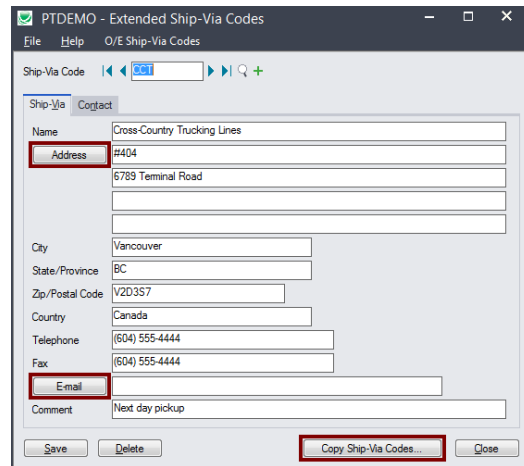 PTDEMO - Extended Ship-Via Codes
File Help O/E Ship-Via Codes
Ship-Via Code CCT
Ship-Via Contact
Name Cross-Country Trucking Lines
Address #404
6789 Terminal Road
City Vancouver
State/Province BC
Zip/Postal Code V2D3S7
Country Canada
Telephone (604) 555-4444
Fax (604) 555-4444
E-mail
Comment Next day pickup
Save Delete Copy Ship-Via Codes... Close